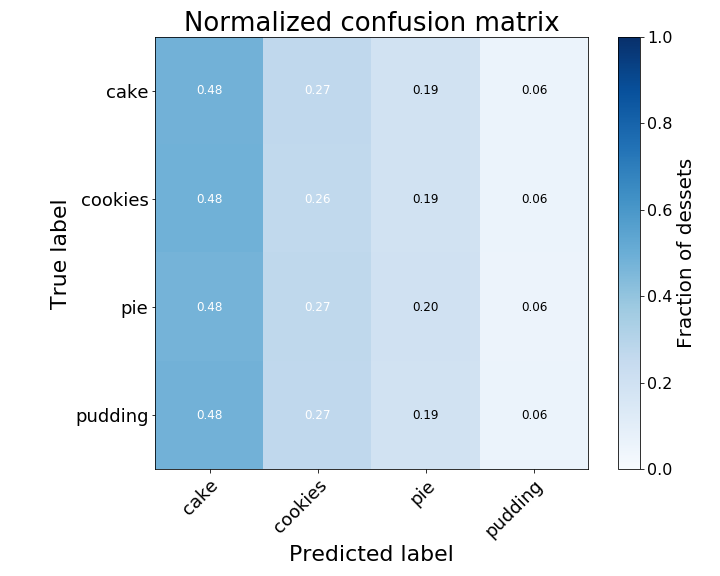 Normalized confusion matrix
True label
cake 0.48 0.27 0.19 0.06
cookies 0.48 0.26 0.19 0.06
pie 0.48 0.27 0.20 0.06
pudding 0.48 0.27 0.19 0.06
cake cookies pie pudding
Predicted label
1.0
0.8
0.6
0.4
0.2
0.0
Fraction of dessets